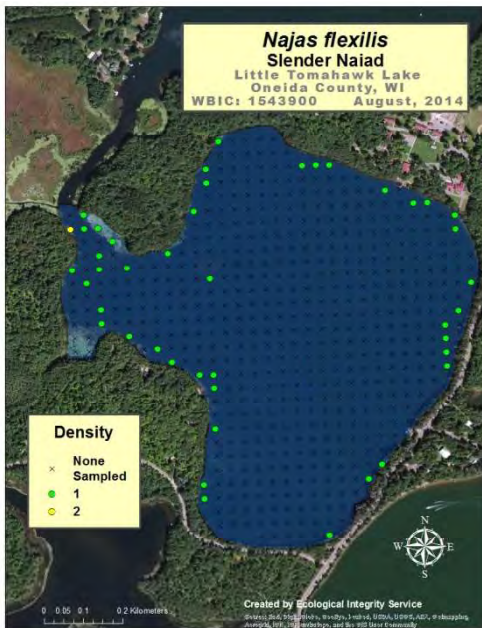 Najas flexilis
Slender Naiad
Little Tomahawk Lake
Oneida County, WI
WBIC: 1543900 August, 2014
Density
None
Sampled
1
2
N
W E
S
Created by Ecological Integrity Service
0 0.05 0.1 0.2 Kilometers